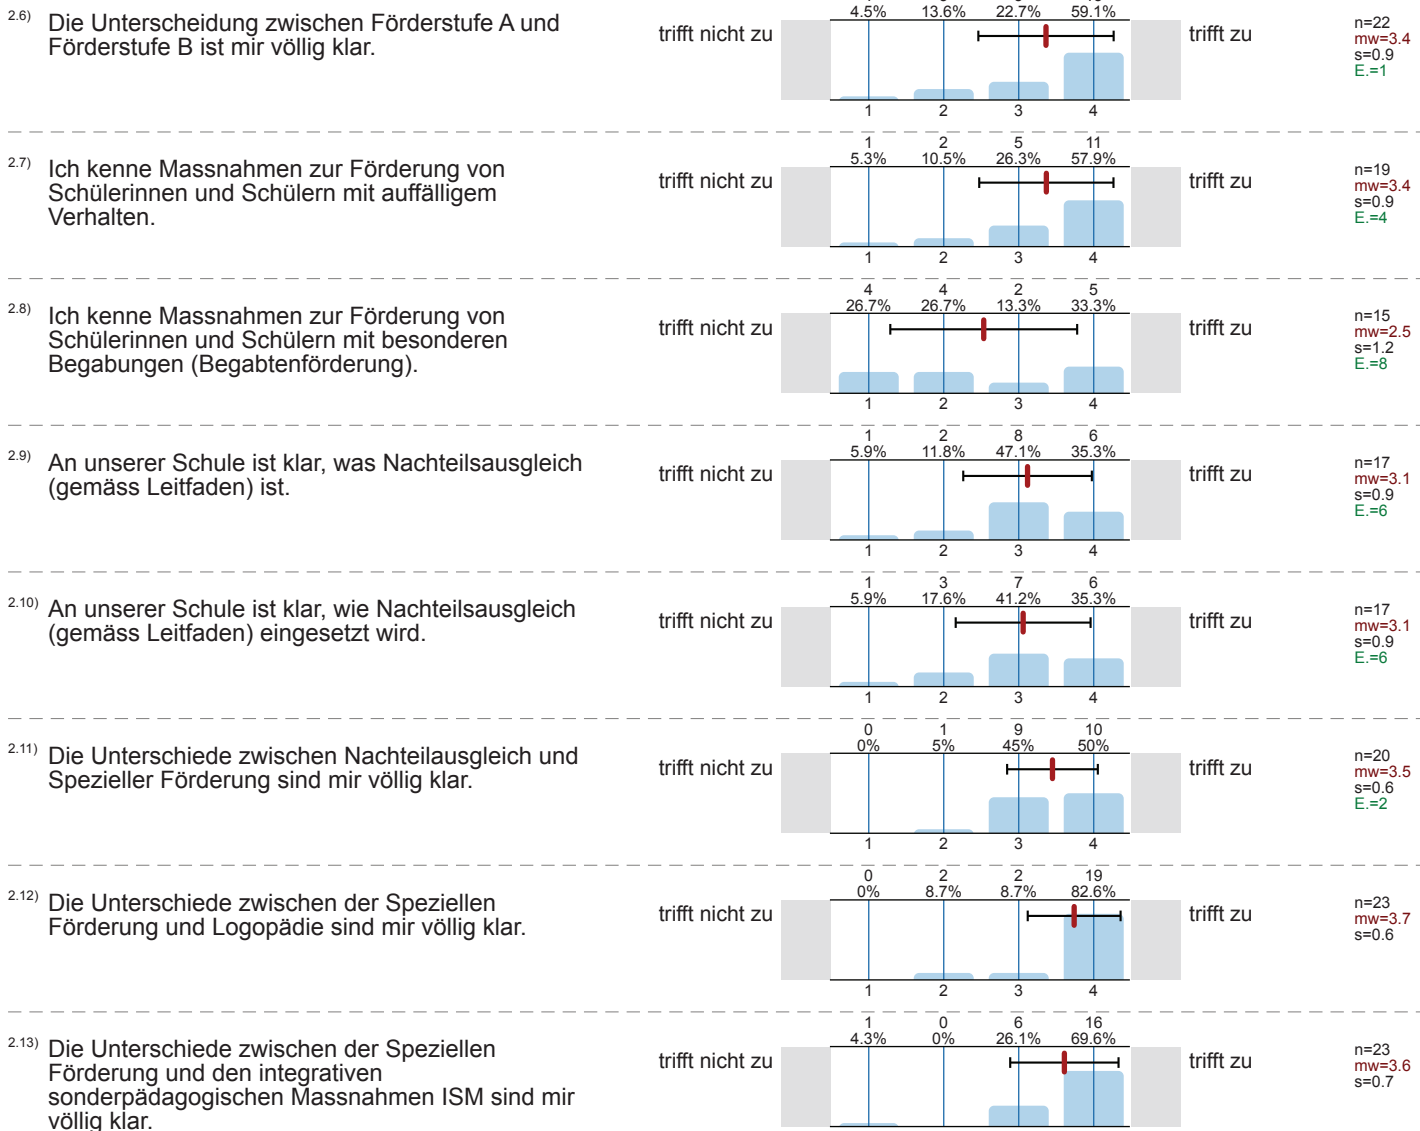 4.5% 13.6% 22.7% 59.1%
2.6) Die Unterscheidung zwischen Förderstufe A und
Förderstufe B ist mir völlig klar.
trifft nicht zu
trifft zu
n=22
mw=3.4
s=0.9
E.=1
1 2 3 4
1 2 5 11
5.3% 10.5% 26.3% 57.9%
2.7) Ich kenne Massnahmen zur Förderung von
Schülerinnen und Schülern mit auffälligem
Verhalten.
trifft nicht zu
trifft zu
n=19
mw=3.4
s=0.9
E.=4
1 2 3 4
4 4 2 5
26.7% 26.7% 13.3% 33.3%
2.8) Ich kenne Massnahmen zur Förderung von
Schülerinnen und Schülern mit besonderen
Begabungen (Begabtenförderung).
trifft nicht zu
trifft zu
n=15
mw=2.5
s=1.2
E.=8
1 2 3 4
1 2 8 6
5.9% 11.8% 47.1% 35.3%
2.9) An unserer Schule ist klar, was Nachteilsausgleich
(gemäss Leitfaden) ist.
trifft nicht zu
trifft zu
n=17
mw=3.1
s=0.9
E.=6
1 2 3 4
1 3 7 6
5.9% 17.6% 41.2% 35.3%
2.10) An unserer Schule ist klar, wie Nachteilsausgleich
(gemäss Leitfaden) eingesetzt wird.
trifft nicht zu
trifft zu
n=17
mw=3.1
s=0.9
E.=6
1 2 3 4
0 1 9 10
0% 5% 45% 50%
2.11) Die Unterschiede zwischen Nachteilausgleich und
Spezieller Förderung sind mir völlig klar.
trifft nicht zu
trifft zu
n=20
mw=3.5
s=0.6
E.=2
1 2 3 4
0 2 2 19
0% 8.7% 8.7% 82.6%
2.12) Die Unterschiede zwischen der Speziellen
Förderung und Logopädie sind mir völlig klar.
trifft nicht zu
trifft zu
n=23
mw=3.7
s=0.6
1 2 3 4
1 0 6 16
4.3% 0% 26.1% 69.6%
2.13) Die Unterschiede zwischen der Speziellen
Förderung und den integrativen
sonderpädagogischen Massnahmen ISM sind mir
völlig klar.
trifft nicht zu
trifft zu
n=23
mw=3.6
s=0.7